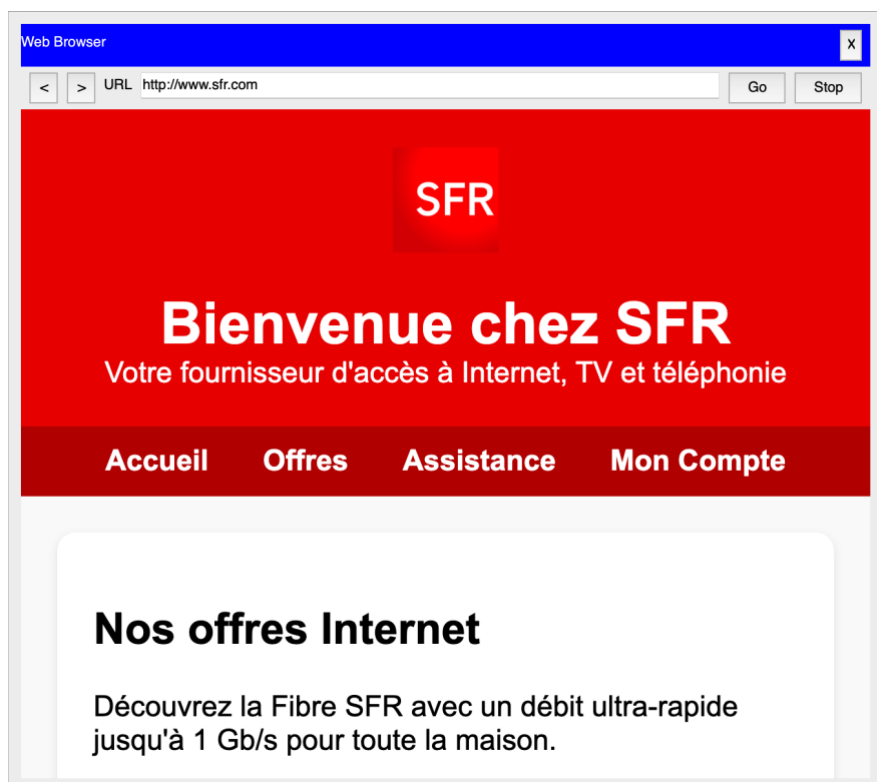 Web Browser X
< > URL http://www.sfr.com Go Stop
SFR
Bienvenue chez SFR
Votre fournisseur d'accès à Internet, TV et téléphonie
Accueil Offres Assistance Mon Compte
Nos offres Internet
Découvrez la Fibre SFR avec un débit ultra-rapide
jusqu'à 1 Gb/s pour toute la maison.